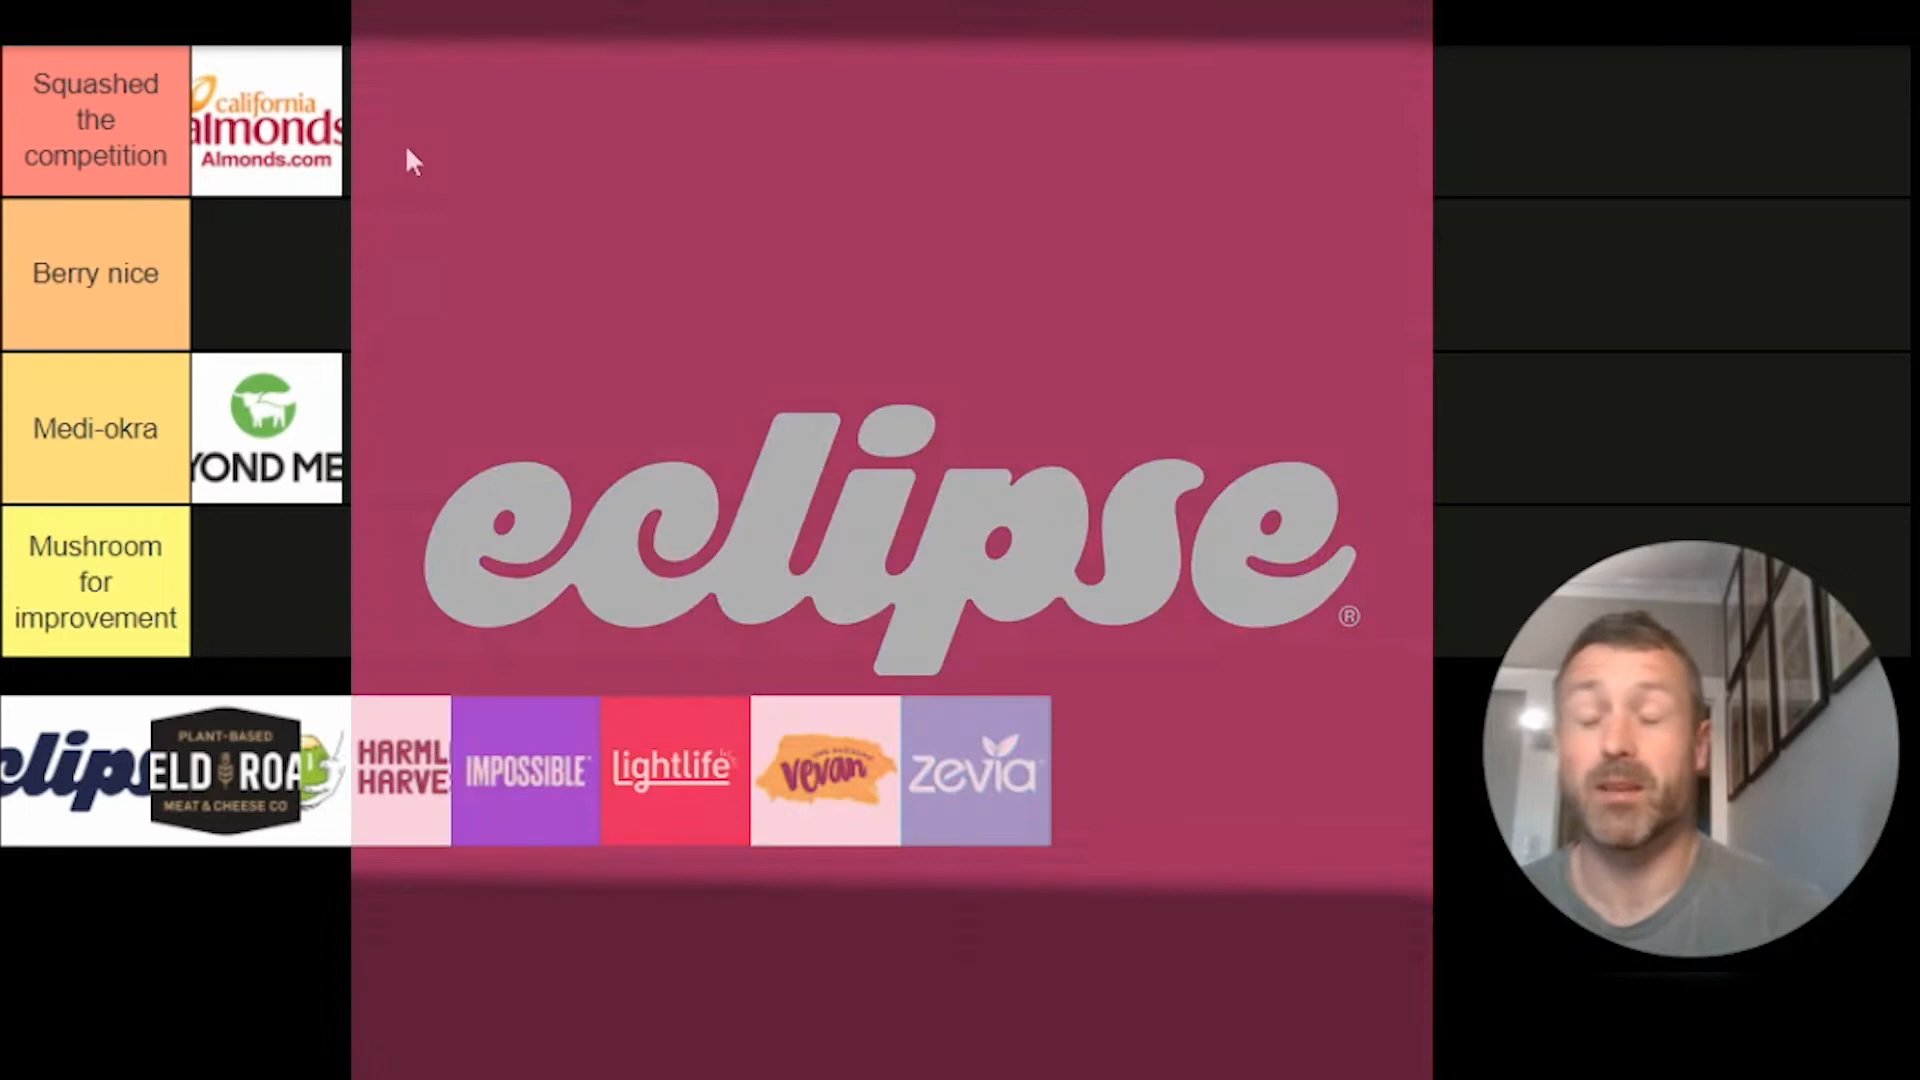 Squashed
the
competition
california
almonds
Almonds.com
Berry nice
Medi-okra
YOND ME
Mushroom
for
improvement
eclipse®
clips
PLANT-BASED
ELD ROA
MEAT & CHEESE CO
HARML
HARVE
IMPOSSIBLE
lightlife
vevan
zevia